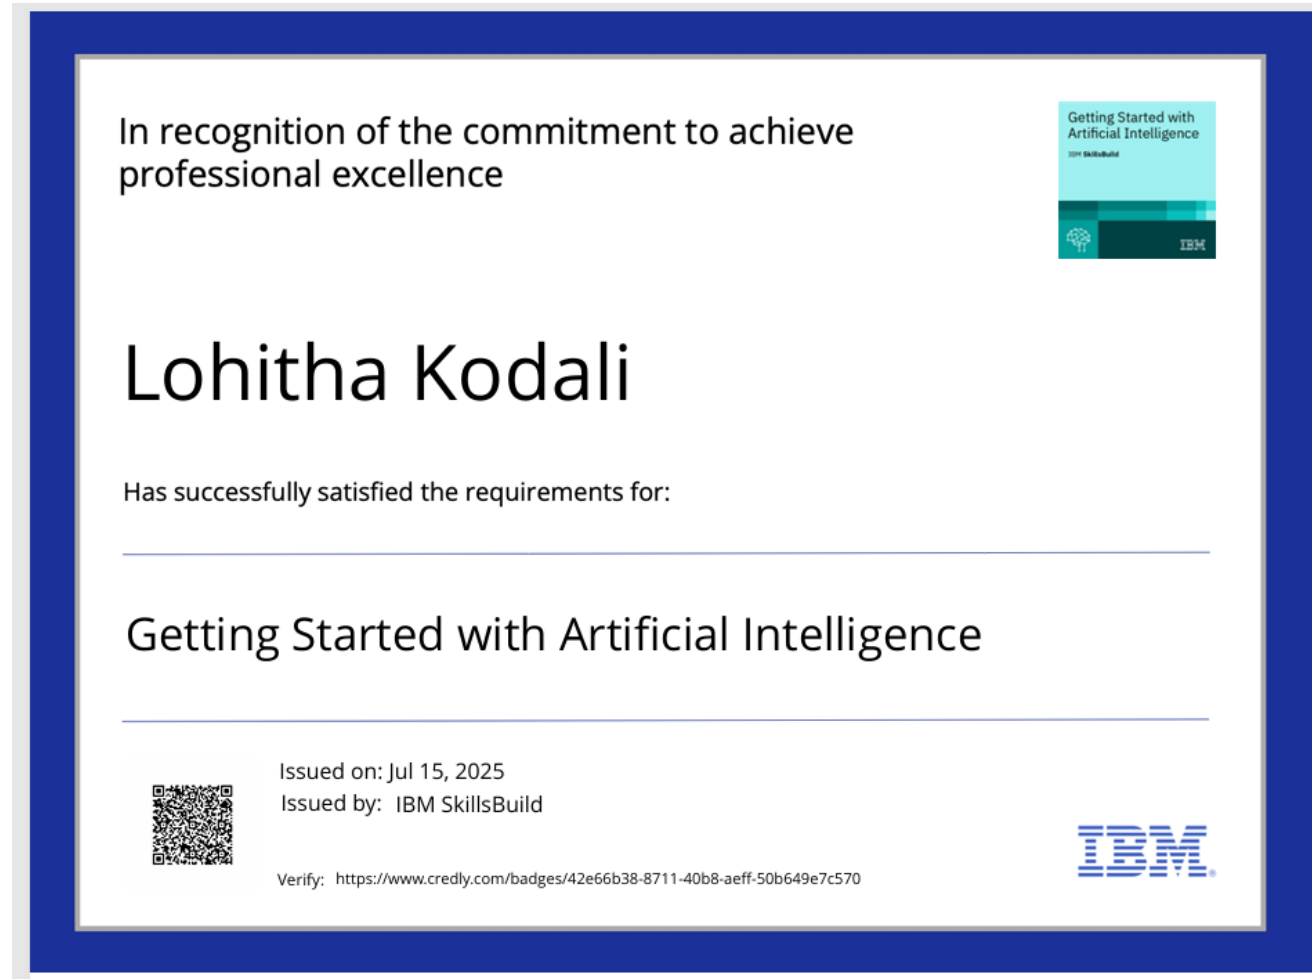 In recognition of the commitment to achieve
professional excellence
Getting Started with
Artificial Intelligence
IBM SkillsBuild
IBM
Lohitha Kodali
Has successfully satisfied the requirements for:
Getting Started with Artificial Intelligence
Issued on: Jul 15, 2025
Issued by: IBM SkillsBuild
Verify: https://www.credly.com/badges/42e66b38-8711-40b8-aeff-50b649e7c570
IBM®